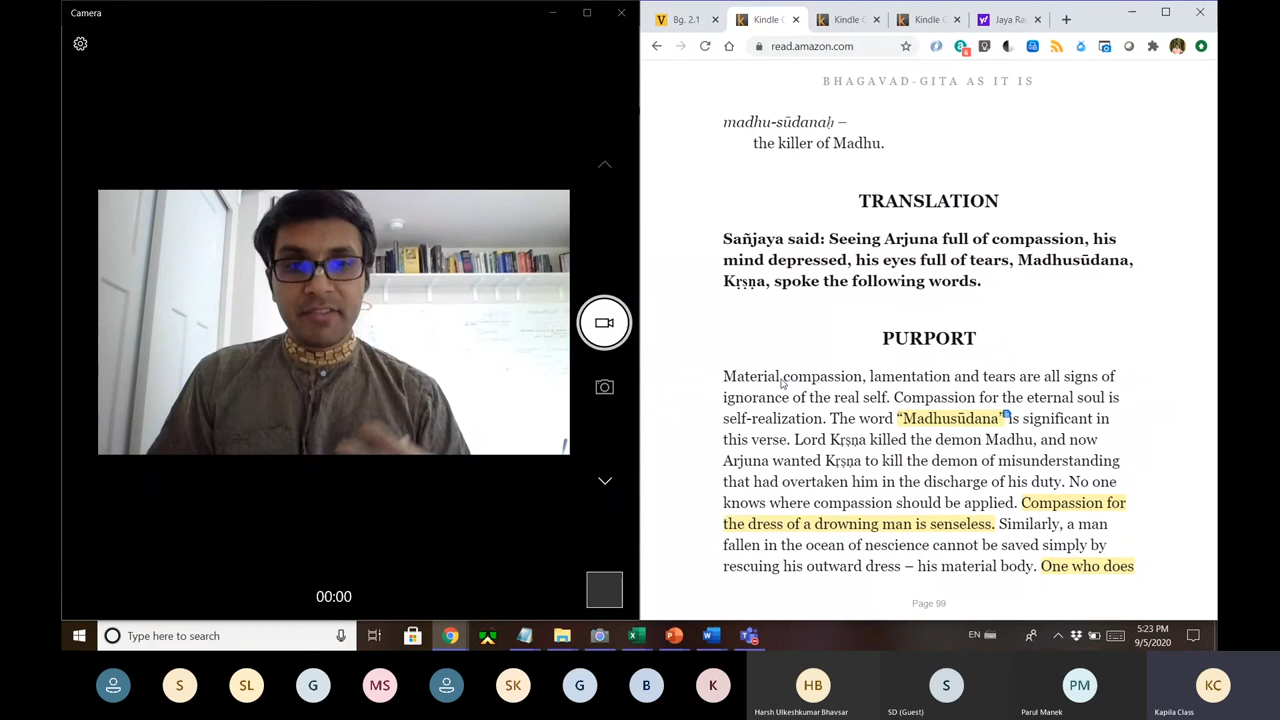 Camera
Bg. 2.1
Kindle C
Kindle C
Kindle C
Jaya Ra
read.amazon.com
6
BHAGAVAD-GITA AS IT IS
madhu-sūdanaḥ –
the killer of Madhu.
TRANSLATION
Sañjaya said: Seeing Arjuna full of compassion, his
mind depressed, his eyes full of tears, Madhusūdana,
Kṛṣṇa, spoke the following words.
PURPORT
Material compassion, lamentation and tears are all signs of
ignorance of the real self. Compassion for the eternal soul is
self-realization. The word “Madhusūdana” is significant in
this verse. Lord Kṛṣṇa killed the demon Madhu, and now
Arjuna wanted Kṛṣṇa to kill the demon of misunderstanding
that had overtaken him in the discharge of his duty. No one
knows where compassion should be applied. Compassion for
the dress of a drowning man is senseless. Similarly, a man
fallen in the ocean of nescience cannot be saved simply by
rescuing his outward dress – his material body. One who does
Page 99
00:00
Type here to search
EN
5:23 PM
9/5/2020
S
SL
G
MS
SK
G
B
K
HB
S
PM
KC
Harsh Ulkeshkumar Bhavsar
SD (Guest)
Parul Manek
Kapila Class